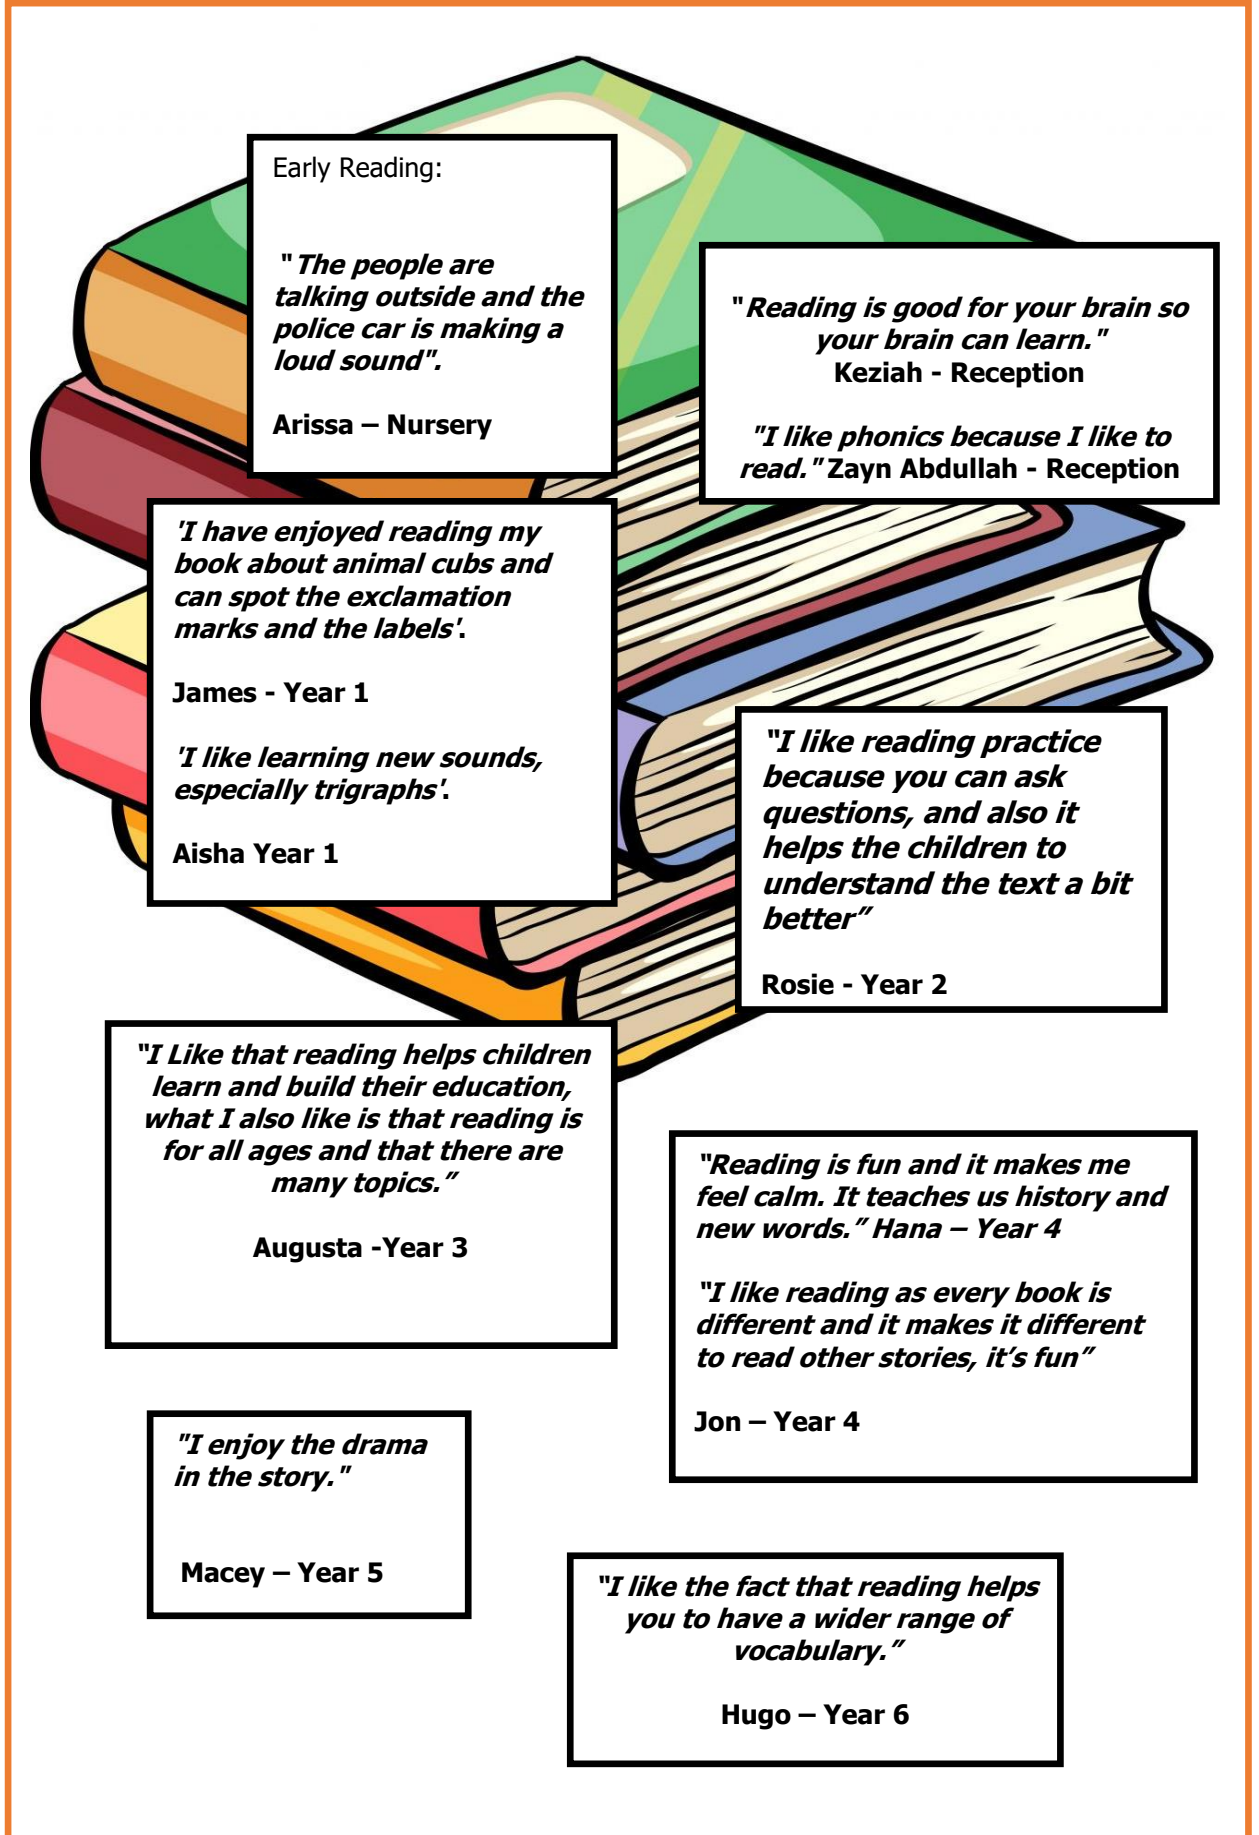 Early Reading:
"The people are
talking outside and the
police car is making a
loud sound".
Arissa – Nursery
"Reading is good for your brain so
your brain can learn."
Keziah - Reception
"I like phonics because I like to
read." Zayn Abdullah - Reception
'I have enjoyed reading my
book about animal cubs and
can spot the exclamation
marks and the labels'.
James - Year 1
'I like learning new sounds,
especially trigraphs'.
Aisha Year 1
“I like reading practice
because you can ask
questions, and also it
helps the children to
understand the text a bit
better”
Rosie - Year 2
“I Like that reading helps children
learn and build their education,
what I also like is that reading is
for all ages and that there are
many topics.”
Augusta -Year 3
“Reading is fun and it makes me
feel calm. It teaches us history and
new words.” Hana – Year 4
“I like reading as every book is
different and it makes it different
to read other stories, it’s fun”
Jon – Year 4
"I enjoy the drama
in the story."
Macey – Year 5
“I like the fact that reading helps
you to have a wider range of
vocabulary.”
Hugo – Year 6